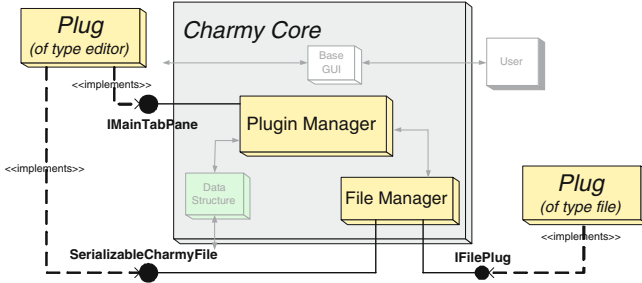 Plug
(of type editor)
Charmy Core
Base
GUI
User
<<implements>>
IMainTabPane
Plugin Manager
<<implements>>
Data
Structure
File Manager
Plug
(of type file)
<<implements>>
SerializableCharmyFile
IFilePlug